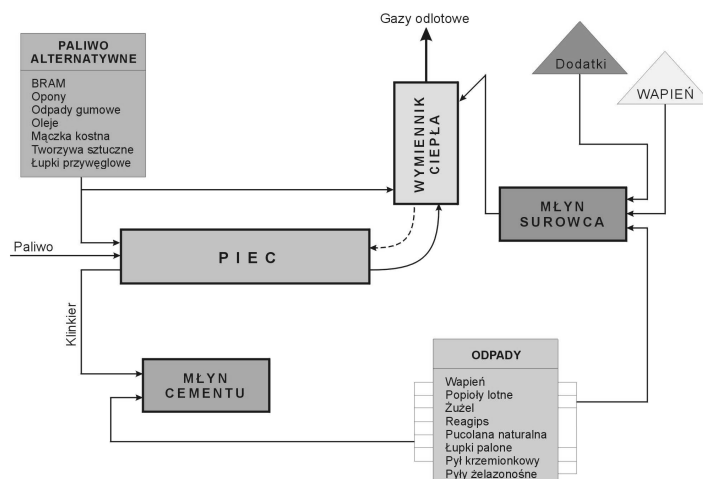 Gazy odlotowe
PALIWO
ALTERNATYWNE
BRAM
Opony
Odpady gumowe
Oleje
Mączka kostna
Tworzywa sztuczne
Łupki przywęglowe
WYMIENNIK
CIEPŁA
Dodatki
WAPIEŃ
MŁYN
SUROWCA
Paliwo
PIEC
Klinkier
MŁYN
CEMENTU
ODPADY
Wapień
Popioły lotne
Żużel
Reagips
Pucolana naturalna
Łupki palone
Pył krzemionkowy
Pyły żelazonośne